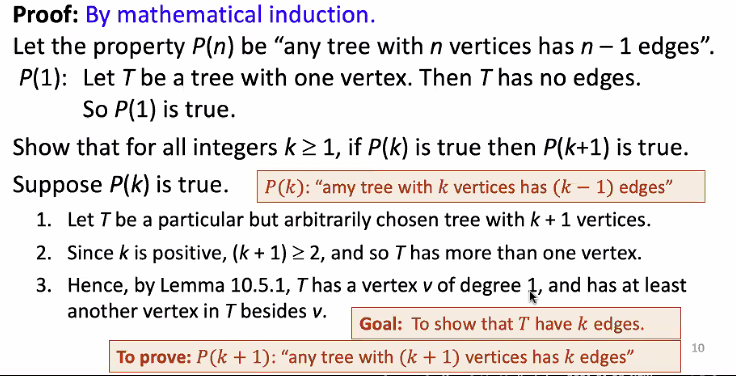 Proof: By mathematical induction.
Let the property P(n) be “any tree with n vertices has n – 1 edges”.
P(1): Let T be a tree with one vertex. Then T has no edges.
So P(1) is true.
Show that for all integers k ≥ 1, if P(k) is true then P(k+1) is true.
Suppose P(k) is true. P(k): “amy tree with k vertices has (k − 1) edges”
1. Let T be a particular but arbitrarily chosen tree with k + 1 vertices.
2. Since k is positive, (k + 1) ≥ 2, and so T has more than one vertex.
3. Hence, by Lemma 10.5.1, T has a vertex v of degree 1, and has at least
another vertex in T besides v.
Goal: To show that T have k edges.
To prove: P(k + 1): “any tree with (k + 1) vertices has k edges”
10